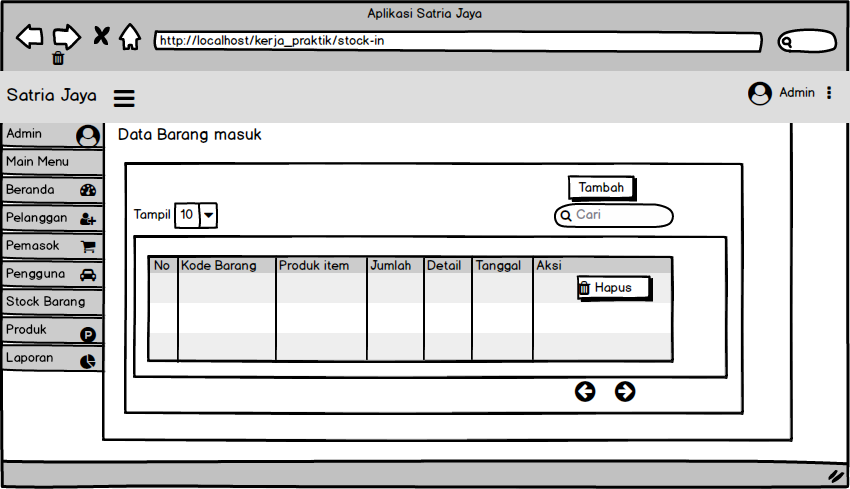 Aplikasi Satria Jaya
http://localhost/kerja_praktik/stock-in
Satria Jaya
Admin
Admin
Data Barang masuk
Main Menu
Beranda
Pelanggan
Pemasok
Pengguna
Stock Barang
Produk
P
Laporan
Tambah
Tampil 10
Cari
No Kode Barang Produk item Jumlah Detail Tanggal Aksi
Hapus